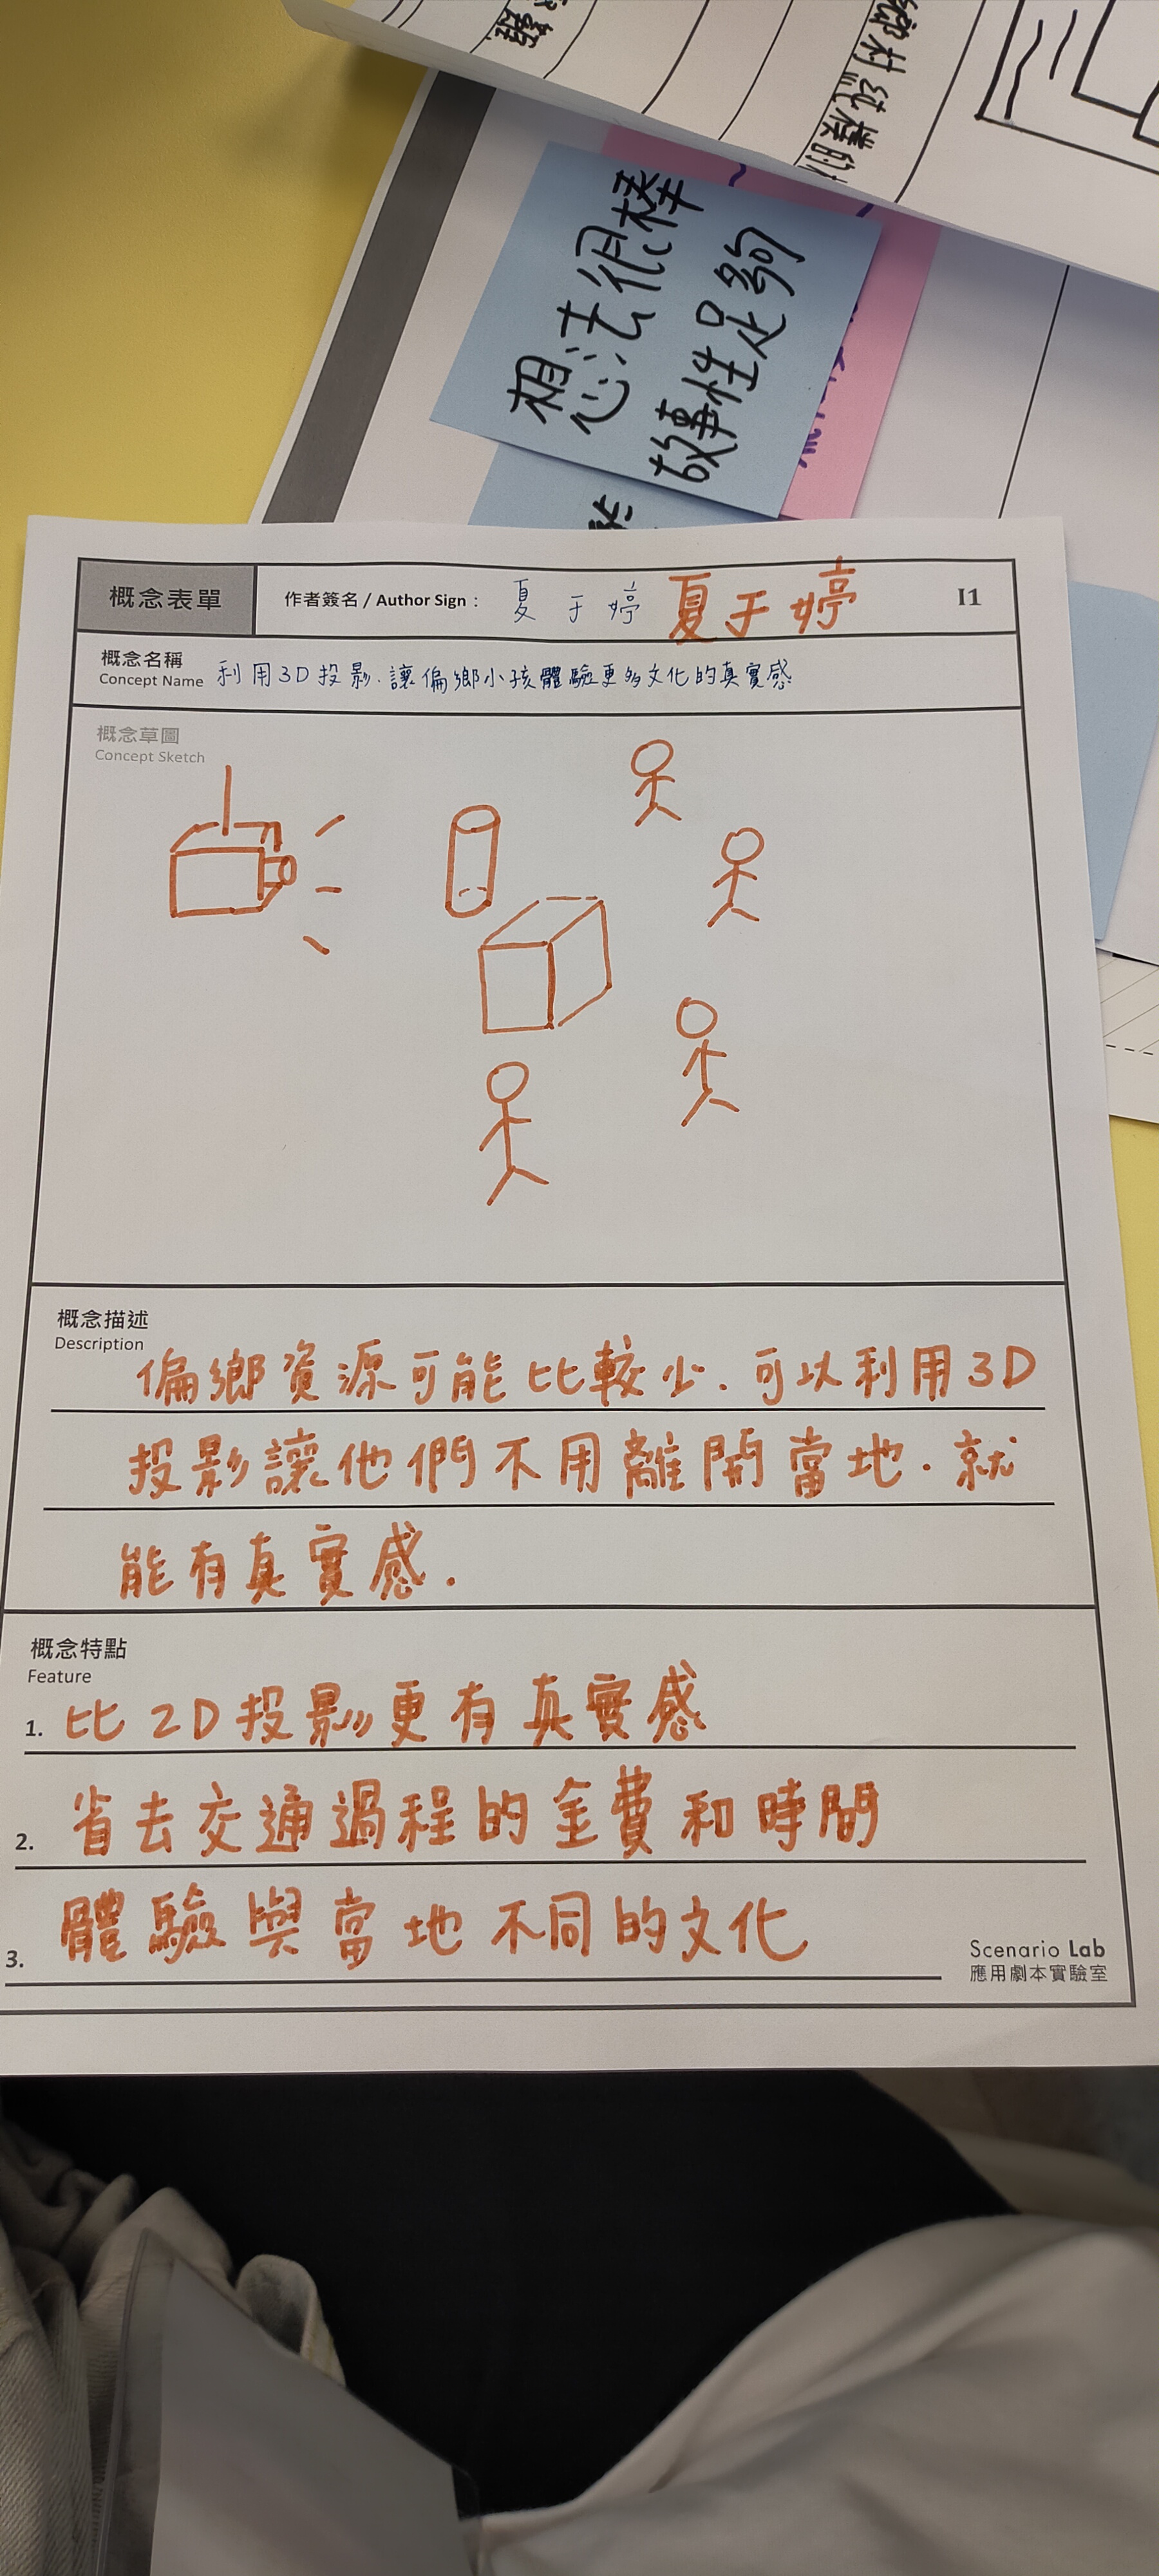 想法很棒
故事性足夠
概念表單
作者簽名 / Author Sign : 夏于婷 夏于婷
I1
概念名稱
Concept Name
利用3D投影.讓偏鄉小孩體驗更多文化的真實感
概念草圖
Concept Sketch
概念描述
Description
偏鄉資源可能比較少.可以利用3D
投影讓他們不用離開當地.就
能有真實感.
概念特點
Feature
1. 比2D投影更有真實感
2. 省去交通過程的金費和時間
3. 體驗與當地不同的文化
Scenario Lab
應用劇本實驗室